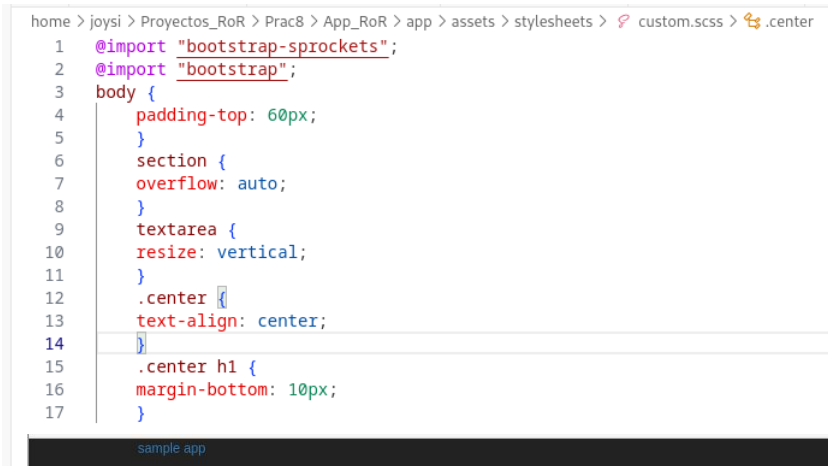 home > joysi > Proyectos_RoR > Prac8 > App_RoR > app > assets > stylesheets > custom.scss > .center
1 @import "bootstrap-sprockets";
2 @import "bootstrap";
3 body {
4 padding-top: 60px;
5 }
6 section {
7 overflow: auto;
8 }
9 textarea {
10 resize: vertical;
11 }
12 .center {
13 text-align: center;
14 }
15 .center h1 {
16 margin-bottom: 10px;
17 }
sample app